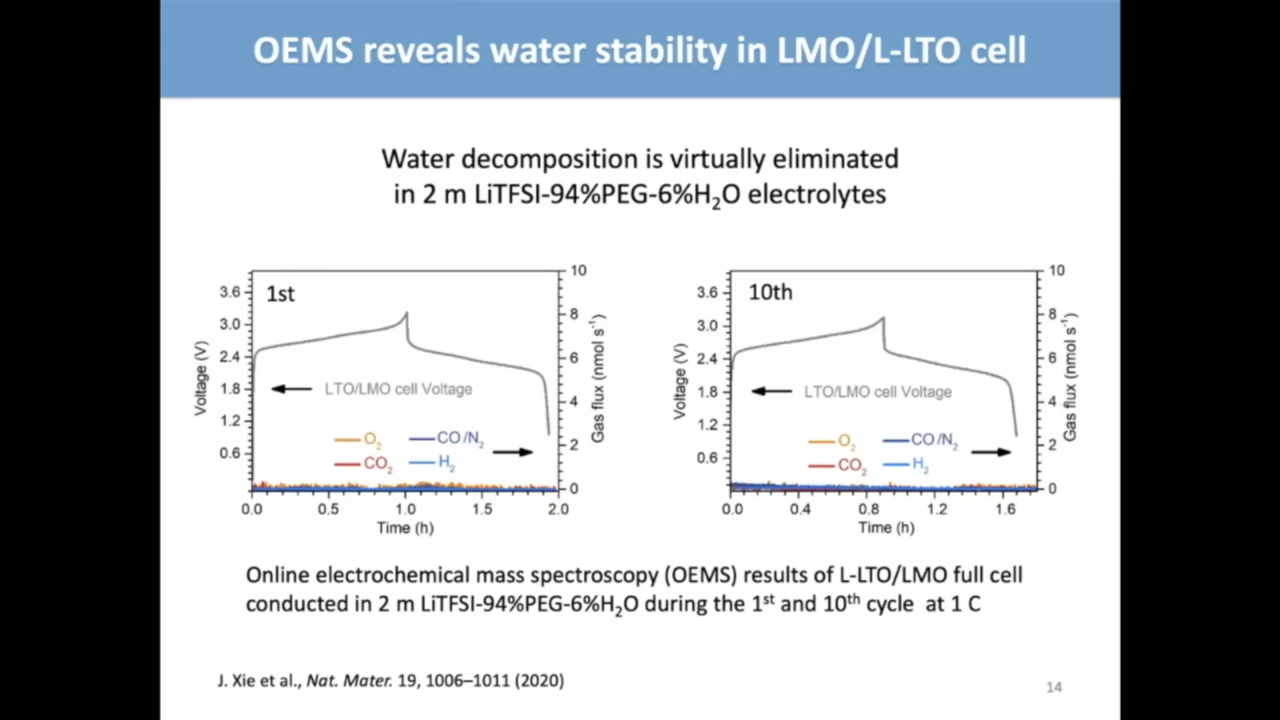 OEMS reveals water stability in LMO/L-LTO cell
Water decomposition is virtually eliminated
in 2 m LiTFSI-94%PEG-6%H₂O electrolytes
1st
3.6
3.0
2.4
1.8
1.2
0.6
Voltage (V)
LTO/LMO cell Voltage
O₂
CO/N₂
CO₂
H₂
10
8
6
4
2
0
Gas flux (nmol s⁻¹)
0.0 0.5 1.0 1.5 2.0
Time (h)
10th
3.6
3.0
2.4
1.8
1.2
0.6
Voltage (V)
LTO/LMO cell Voltage
O₂
CO/N₂
CO₂
H₂
10
8
6
4
2
0
Gas flux (nmol s⁻¹)
0.0 0.4 0.8 1.2 1.6
Time (h)
Online electrochemical mass spectroscopy (OEMS) results of L-LTO/LMO full cell
conducted in 2 m LiTFSI-94%PEG-6%H₂O during the 1ˢᵗ and 10ᵗʰ cycle at 1 C
J. Xie et al., Nat. Mater. 19, 1006–1011 (2020)
14